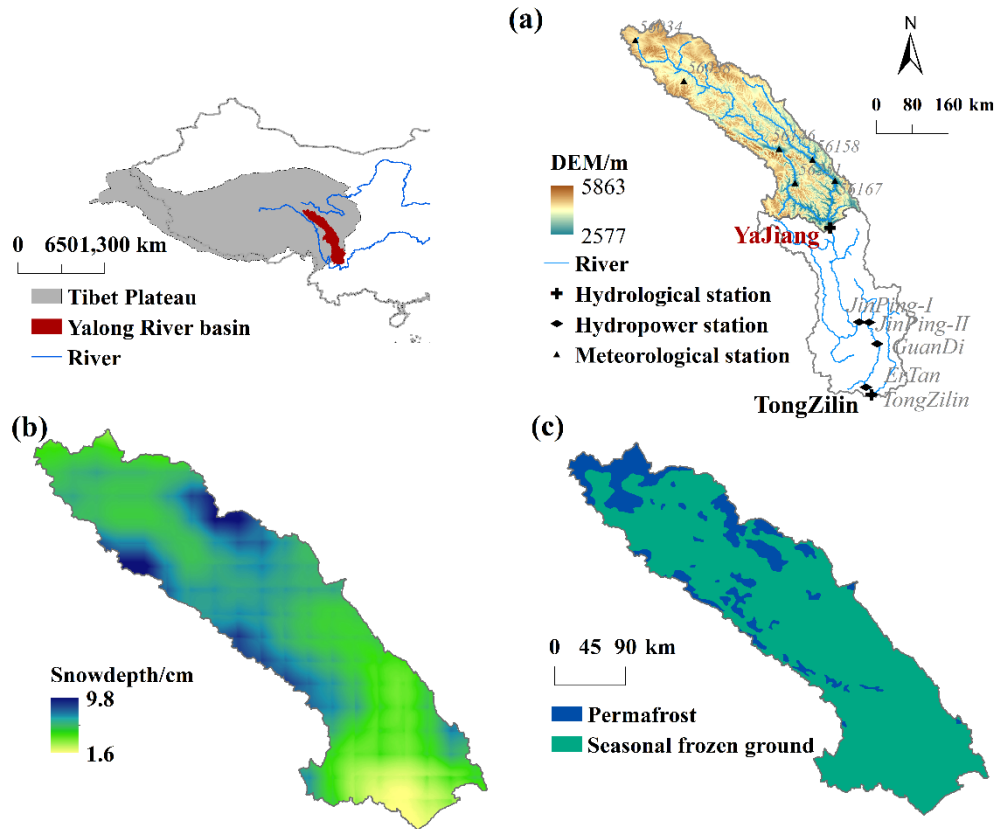 (a)
N
0 80 160 km
56034
56038
56158
56167
DEM/m
5863
2577
YaJiang
River
Hydrological station
Hydropower station
Meteorological station
JinPing-I
JinPing-II
GuanDi
ErTan
TongZilin
TongZilin
0 6501,300 km
Tibet Plateau
Yalong River basin
River
(b)
Snowdepth/cm
9.8
1.6
(c)
0 45 90 km
Permafrost
Seasonal frozen ground